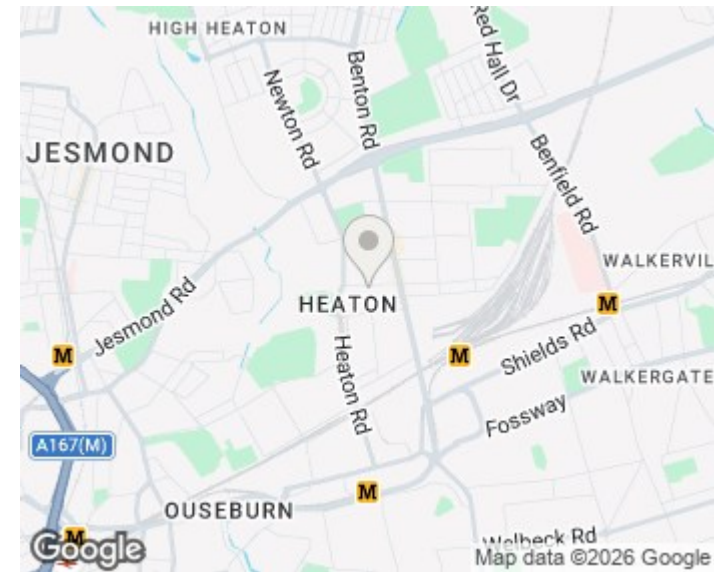 HIGH HEATON
Red Hall Dr
Benton Rd
Newton Rd
JESMOND
Benfield Rd
WALKERVIL
HEATON
M
Jesmond Rd
M
M
Shields Rd
Heaton Rd
WALKERGATE
Fossway
A167(M)
M
OUSEBURN
M
Welbeck Rd
Google
Map data ©2026 Google